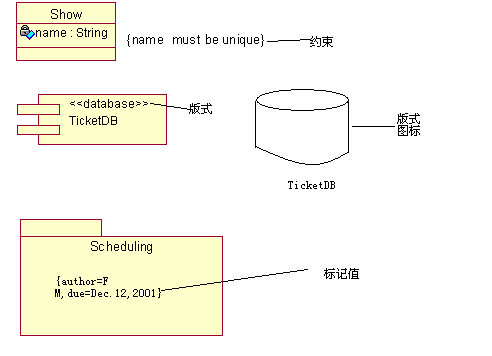 Show
name : String
{name must be unique}
约束
<<database>>
版式
TicketDB
版式
图标
TicketDB
Scheduling
{author=F
M,due=Dec.12,2001}
标记值